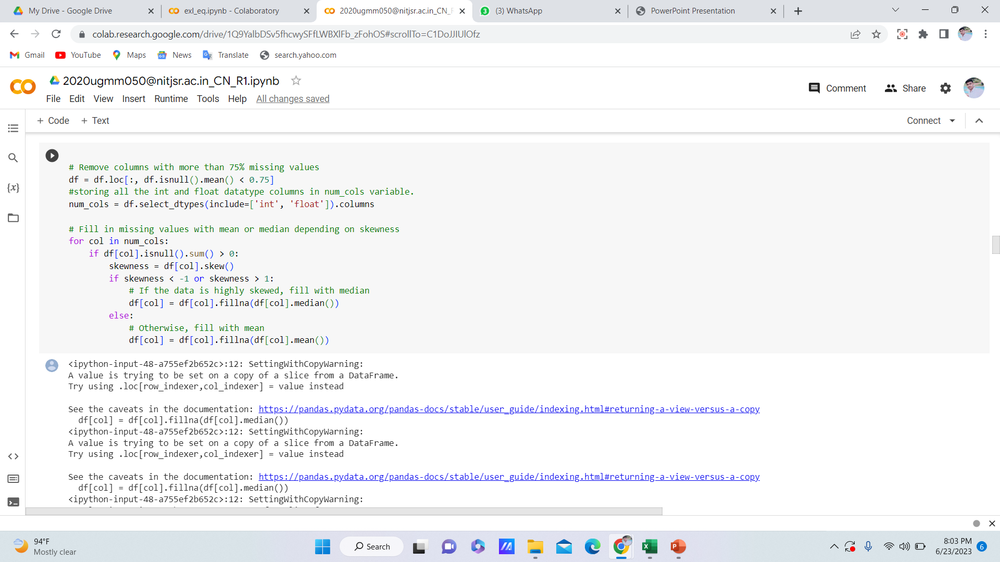 My Drive - Google Drive
exl_eq.ipynb - Colaboratory
2020ugmm050@nitjsr.ac.in_CN_
(3) WhatsApp
PowerPoint Presentation
colab.research.google.com/drive/1Q9YalbDSv5fhcwySFfLWBXlFb_zFohOS#scrollTo=C1DoJJIUlOfz
Gmail YouTube Maps News Translate search.yahoo.com
2020ugmm050@nitjsr.ac.in_CN_R1.ipynb
File Edit View Insert Runtime Tools Help All changes saved
Comment Share
+ Code + Text
Connect
{x}
# Remove columns with more than 75% missing values
df = df.loc[:, df.isnull().mean() < 0.75]
#storing all the int and float datatype columns in num_cols variable.
num_cols = df.select_dtypes(include=['int', 'float']).columns
# Fill in missing values with mean or median depending on skewness
for col in num_cols:
    if df[col].isnull().sum() > 0:
        skewness = df[col].skew()
        if skewness < -1 or skewness > 1:
            # If the data is highly skewed, fill with median
            df[col] = df[col].fillna(df[col].median())
        else:
            # Otherwise, fill with mean
            df[col] = df[col].fillna(df[col].mean())
<ipython-input-48-a755ef2b652c>:12: SettingWithCopyWarning:
A value is trying to be set on a copy of a slice from a DataFrame.
Try using .loc[row_indexer,col_indexer] = value instead
See the caveats in the documentation: https://pandas.pydata.org/pandas-docs/stable/user_guide/indexing.html#returning-a-view-versus-a-copy
  df[col] = df[col].fillna(df[col].median())
<ipython-input-48-a755ef2b652c>:12: SettingWithCopyWarning:
A value is trying to be set on a copy of a slice from a DataFrame.
Try using .loc[row_indexer,col_indexer] = value instead
See the caveats in the documentation: https://pandas.pydata.org/pandas-docs/stable/user_guide/indexing.html#returning-a-view-versus-a-copy
  df[col] = df[col].fillna(df[col].median())
<ipython-input-48-a755ef2b652c>:12: SettingWithCopyWarning:
94°F
Mostly clear
Search
8:03 PM
6/23/2023
6